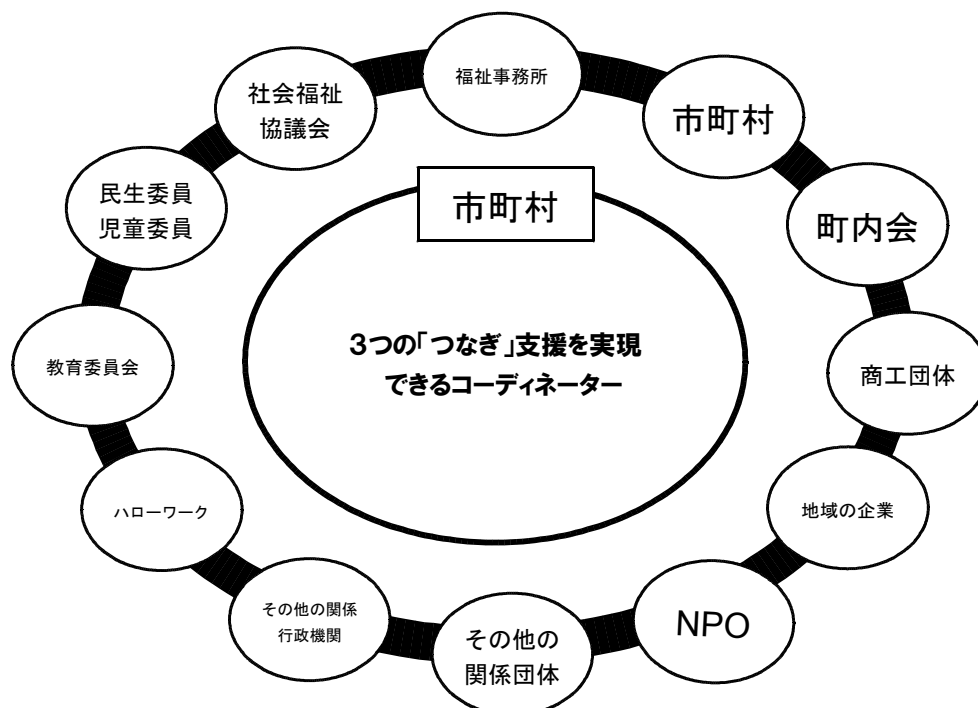 福祉事務所
市町村
町内会
商工団体
地域の企業
NPO
その他の
関係団体
その他の関係
行政機関
ハローワーク
教育委員会
民生委員
児童委員
社会福祉
協議会
市町村
3つの「つなぎ」支援を実現
できるコーディネーター